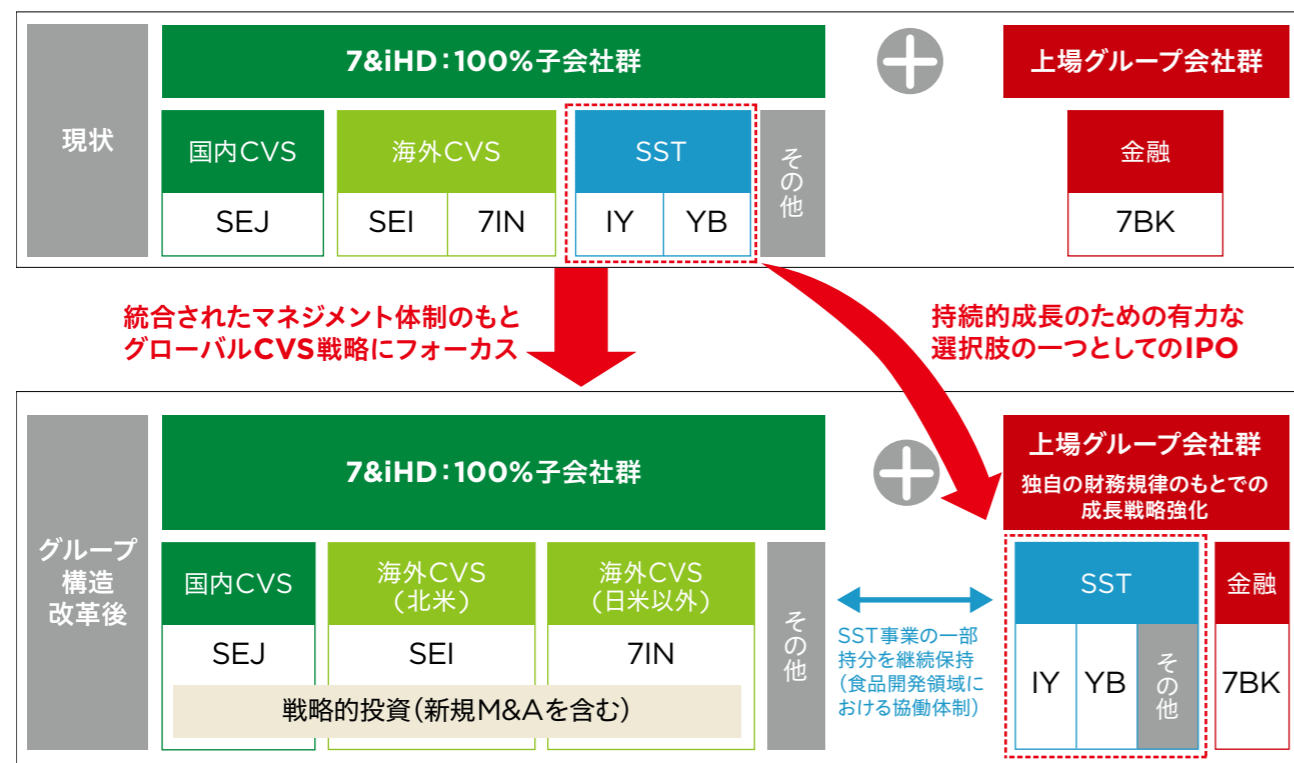 現状
7&iHD：100%子会社群
上場グループ会社群
国内CVS
海外CVS
SST
その他
金融
SEJ
SEI
7IN
IY
YB
7BK
統合されたマネジメント体制のもと
グローバルCVS戦略にフォーカス
持続的成長のための有力な
選択肢の一つとしてのIPO
グループ
構造
改革後
7&iHD：100%子会社群
上場グループ会社群
独自の財務規律のもとでの
成長戦略強化
国内CVS
海外CVS
（北米）
海外CVS
（日米以外）
その他
SEJ
SEI
7IN
戦略的投資（新規M&Aを含む）
SST事業の一部
持分を継続保持
（食品開発領域に
おける協働体制）
SST
金融
IY
YB
その他
7BK